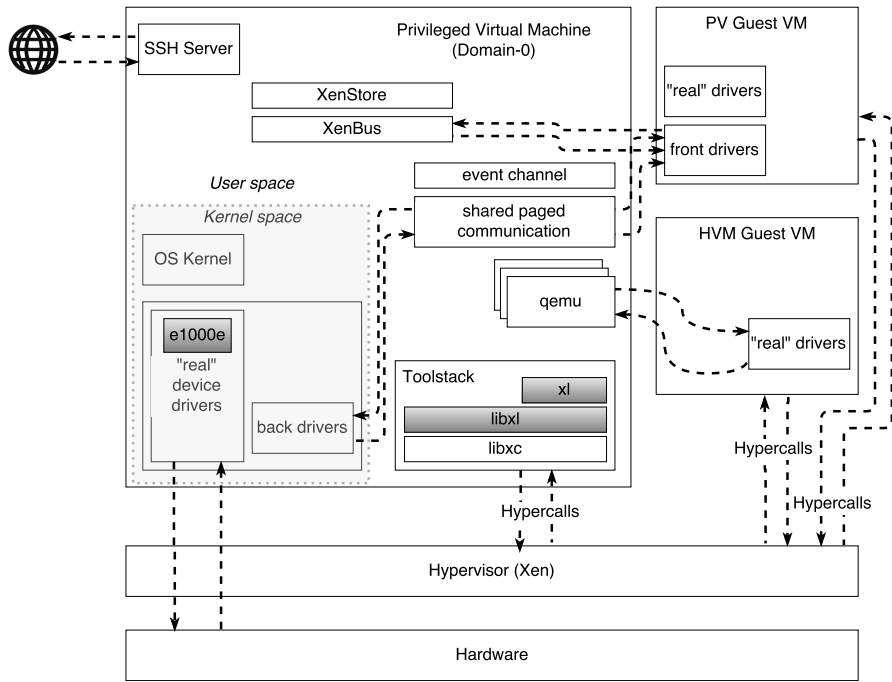 SSH Server
Privileged Virtual Machine
(Domain-0)
XenStore
XenBus
event channel
User space
shared paged
communication
Kernel space
OS Kernel
qemu
e1000e
"real"
device
drivers
back drivers
Toolstack
xl
libxl
libxc
PV Guest VM
"real" drivers
front drivers
HVM Guest VM
"real" drivers
Hypercalls
Hypercalls
Hypercalls
Hypervisor (Xen)
Hardware